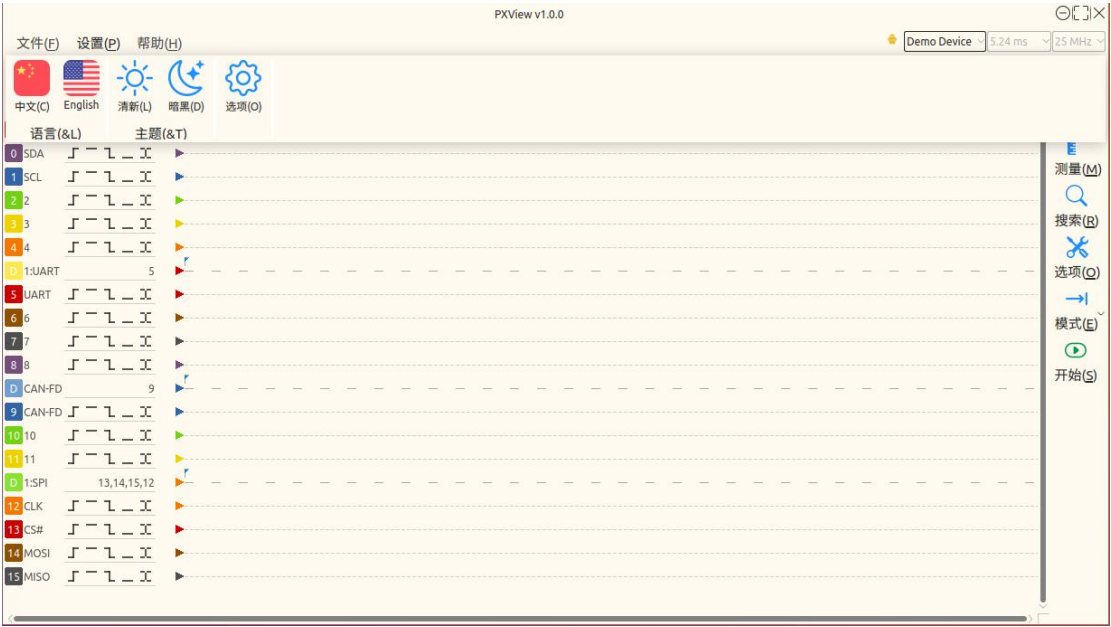 PXView v1.0.0
文件(F) 设置(P) 帮助(H)
Demo Device 5.24 ms 25 MHz
中文(C) English 清新(L) 暗黑(D) 选项(O)
语言(&L) 主题(&T)
0 SDA
1 SCL
2 2
3 3
4 4
D 1:UART 5
5 UART
6 6
7 7
8 8
D CAN-FD 9
9 CAN-FD
10 10
11 11
D 1:SPI 13,14,15,12
12 CLK
13 CS#
14 MOSI
15 MISO
测量(M)
搜索(R)
选项(O)
模式(E)
开始(S)